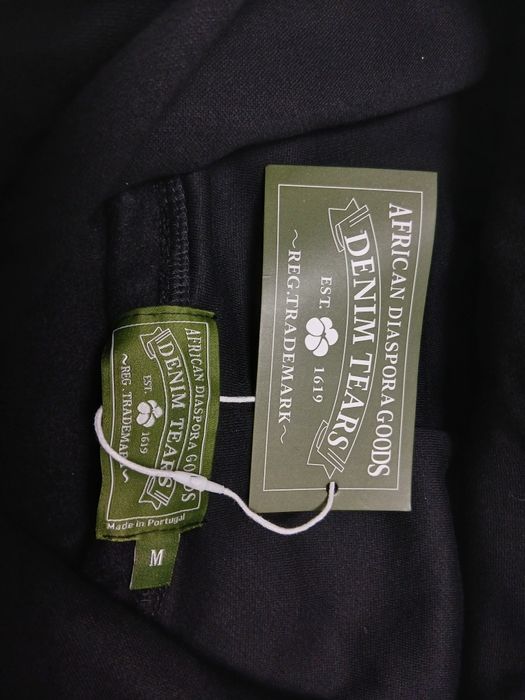 AFRICAN DIASPORA GOODS
DENIM TEARS
EST. 1619
~REG. TRADEMARK~
Made in Portugal
M
AFRICAN DIASPORA GOODS
DENIM TEARS
EST. 1619
~REG.TRADEMARK~